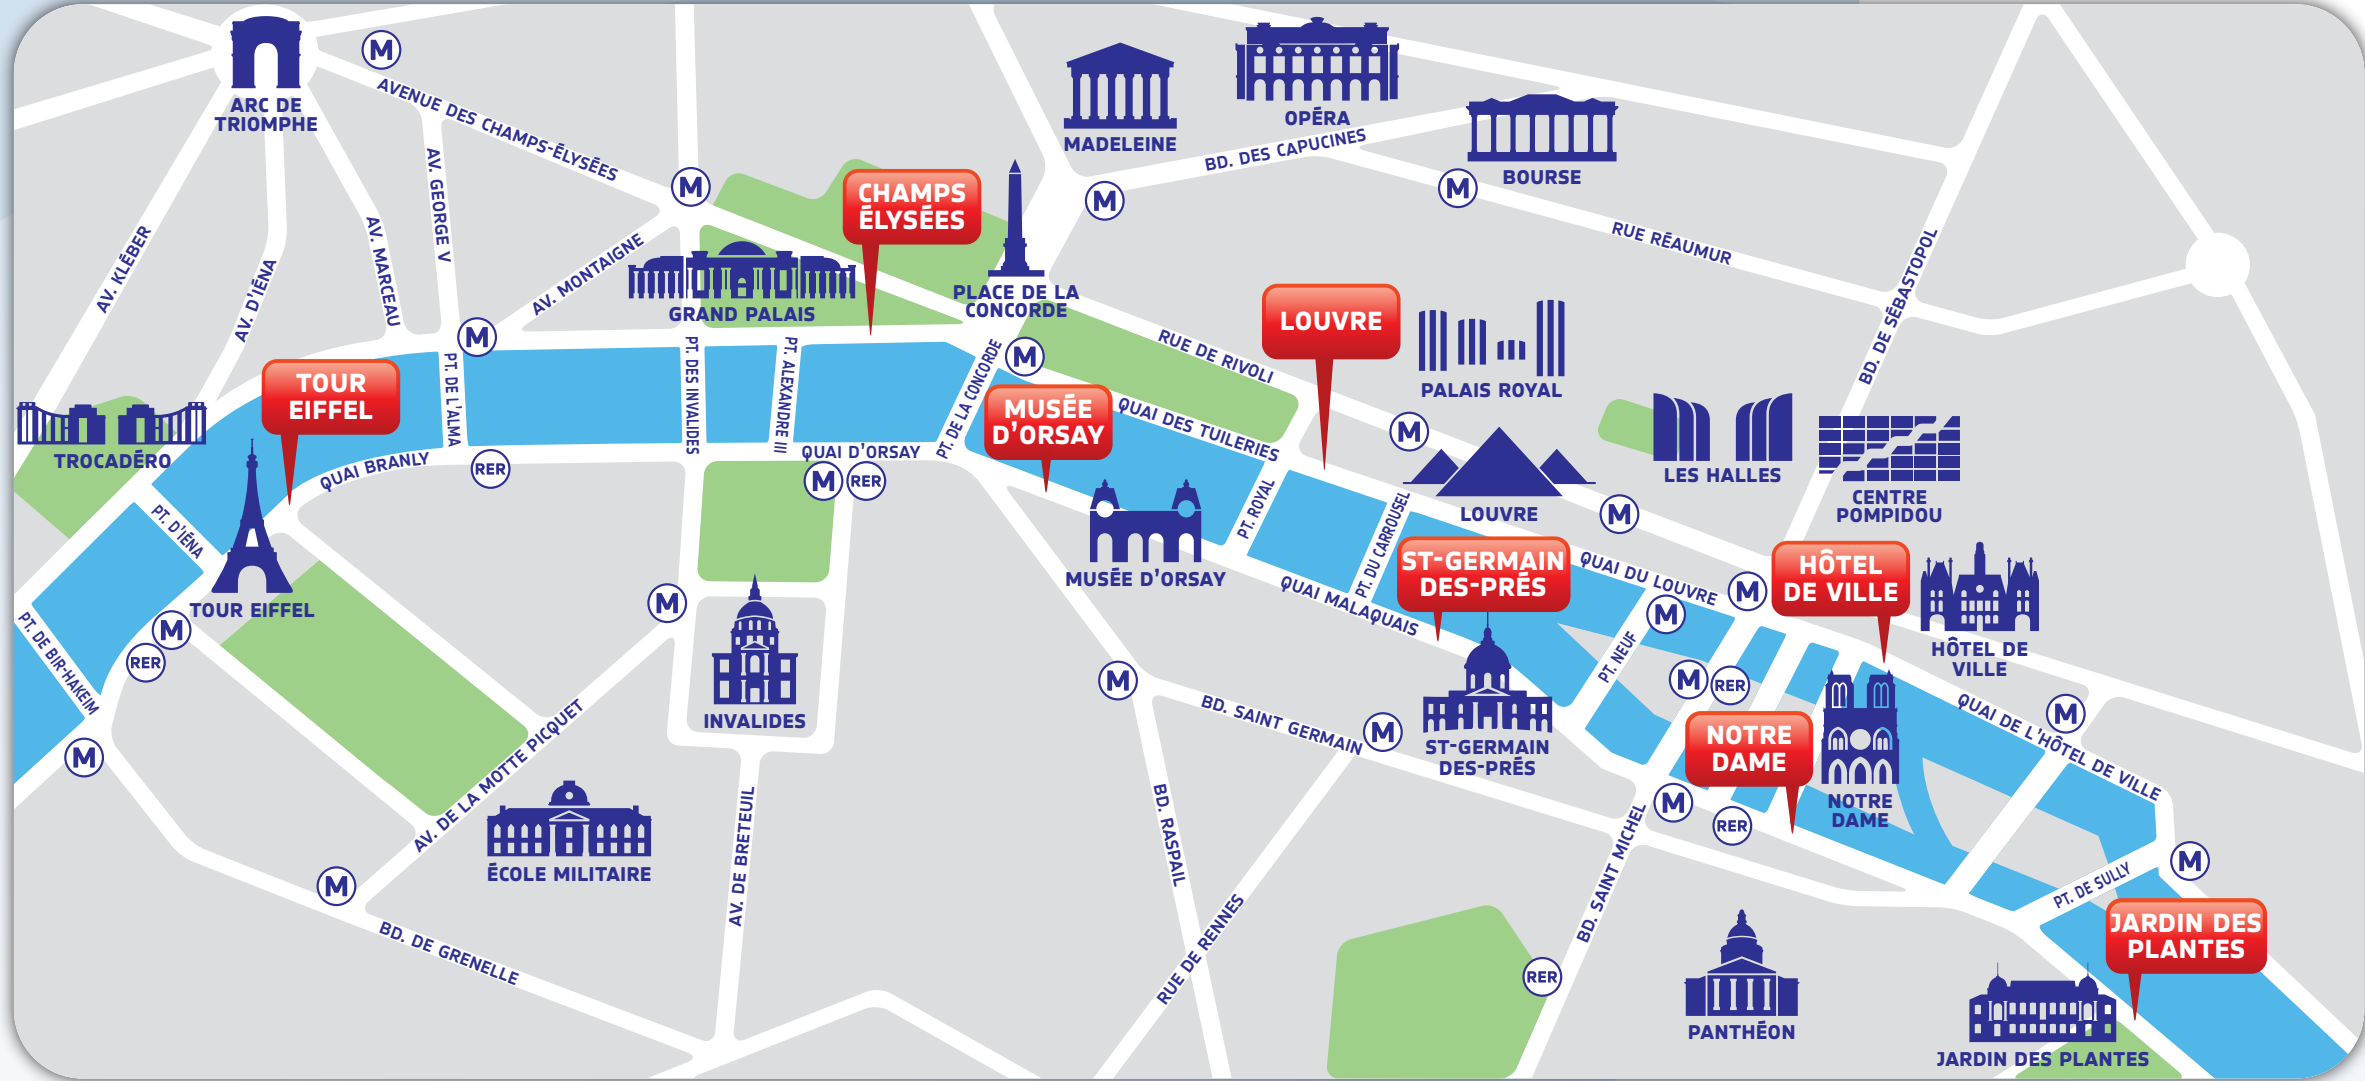 M
ARC DE
TRIOMPHE
AVENUE DES CHAMPS-ÉLYSÉES
MADELEINE
OPÉRA
BD. DES CAPUCINES
BOURSE
M
M
M
CHAMPS
ÉLYSÉES
AV. GEORGE V
AV. KLÉBER
AV. D'IÉNA
AV. MARCEAU
AV. MONTAIGNE
GRAND PALAIS
PLACE DE LA
CONCORDE
RUE RÉAUMUR
BD. DE SÉBASTOPOL
LOUVRE
PALAIS ROYAL
RUE DE RIVOLI
M
M
TOUR
EIFFEL
PT. DE L'ALMA
PT. DES INVALIDES
PT. ALEXANDRE III
PT. DE LA CONCORDE
MUSÉE
D'ORSAY
QUAI DES TUILERIES
M
TROCADÉRO
QUAI BRANLY
RER
QUAI D'ORSAY
M
RER
LES HALLES
CENTRE
POMPIDOU
LOUVRE
M
PT. D'IÉNA
PT. ROYAL
PT. DU CARROUSEL
MUSÉE D'ORSAY
ST-GERMAIN
DES-PRÉS
QUAI DU LOUVRE
M
HÔTEL
DE VILLE
TOUR EIFFEL
M
RER
PT. DE BIR-HAKEIM
M
M
QUAI MALAQUAIS
PT. NEUF
M
HÔTEL DE
VILLE
M
RER
M
INVALIDES
BD. SAINT GERMAIN
M
ST-GERMAIN
DES-PRÉS
NOTRE
DAME
QUAI DE L'HÔTEL DE VILLE
M
NOTRE
DAME
M
RER
AV. DE LA MOTTE PICQUET
ÉCOLE MILITAIRE
AV. DE BRETEUIL
BD. RASPAIL
BD. SAINT MICHEL
PT. DE SULLY
M
M
BD. DE GRENELLE
RUE DE RENNES
RER
PANTHÉON
JARDIN DES
PLANTES
JARDIN DES PLANTES